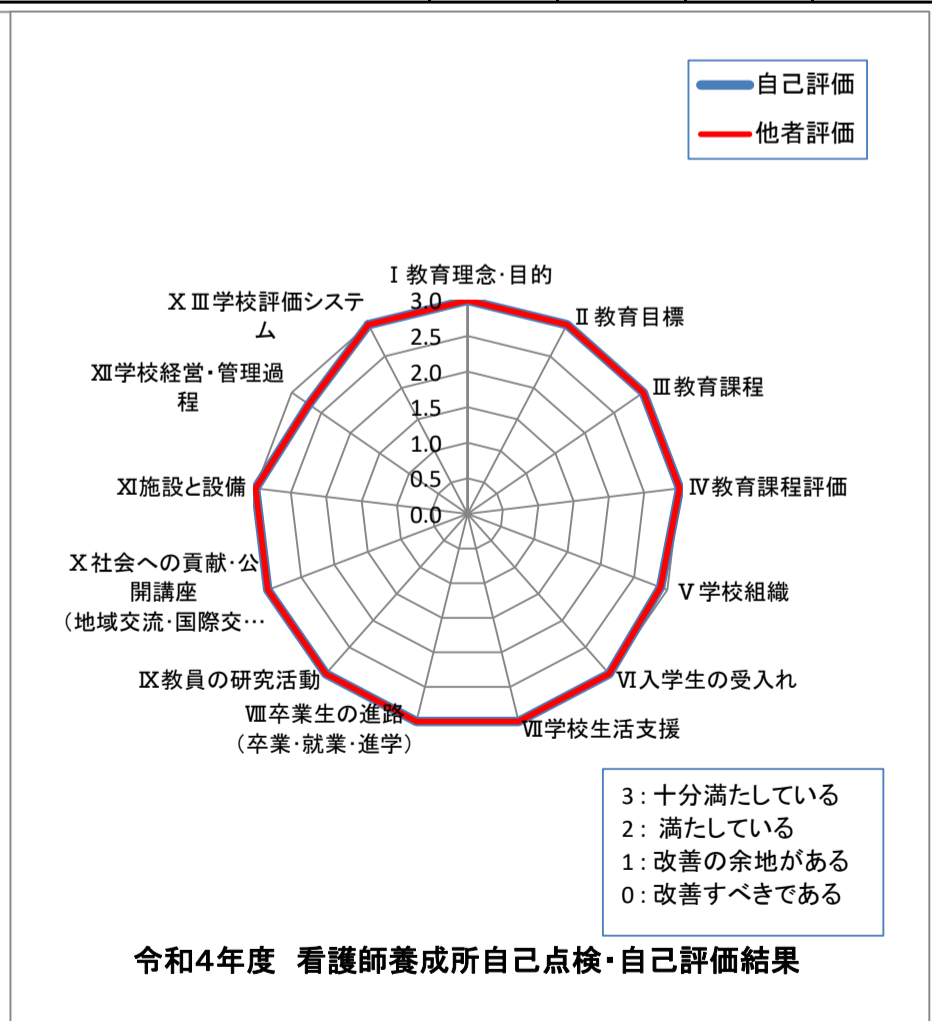 自己評価
他者評価
Ⅰ 教育理念・目的
Ⅱ 教育目標
Ⅲ教育課程
Ⅳ教育課程評価
Ⅴ 学校組織
Ⅵ入学生の受入れ
Ⅶ学校生活支援
Ⅷ卒業生の進路
（卒業・就業・進学）
Ⅸ教員の研究活動
Ⅹ社会への貢献・公
開講座
（地域交流・国際交…
Ⅺ施設と設備
Ⅻ学校経営・管理過
程
ⅩⅢ学校評価システ
ム
3.0
2.5
2.0
1.5
1.0
0.5
0.0
3 : 十分満たしている
2 : 満たしている
1 : 改善の余地がある
0 : 改善すべきである
令和4年度 看護師養成所自己点検・自己評価結果